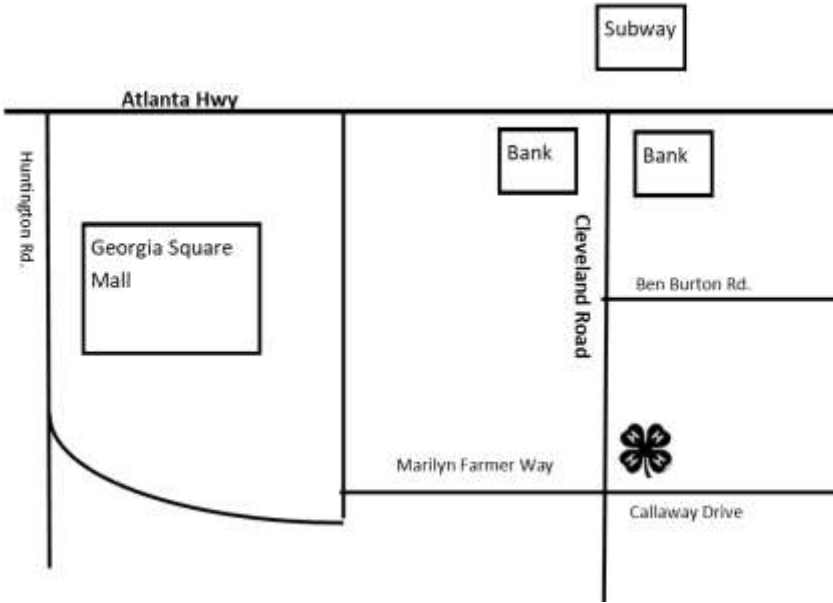 Subway
Atlanta Hwy
Bank
Bank
Huntington Rd.
Georgia Square
Mall
Cleveland Road
Ben Burton Rd.
H H
H H
Marilyn Farmer Way
Callaway Drive